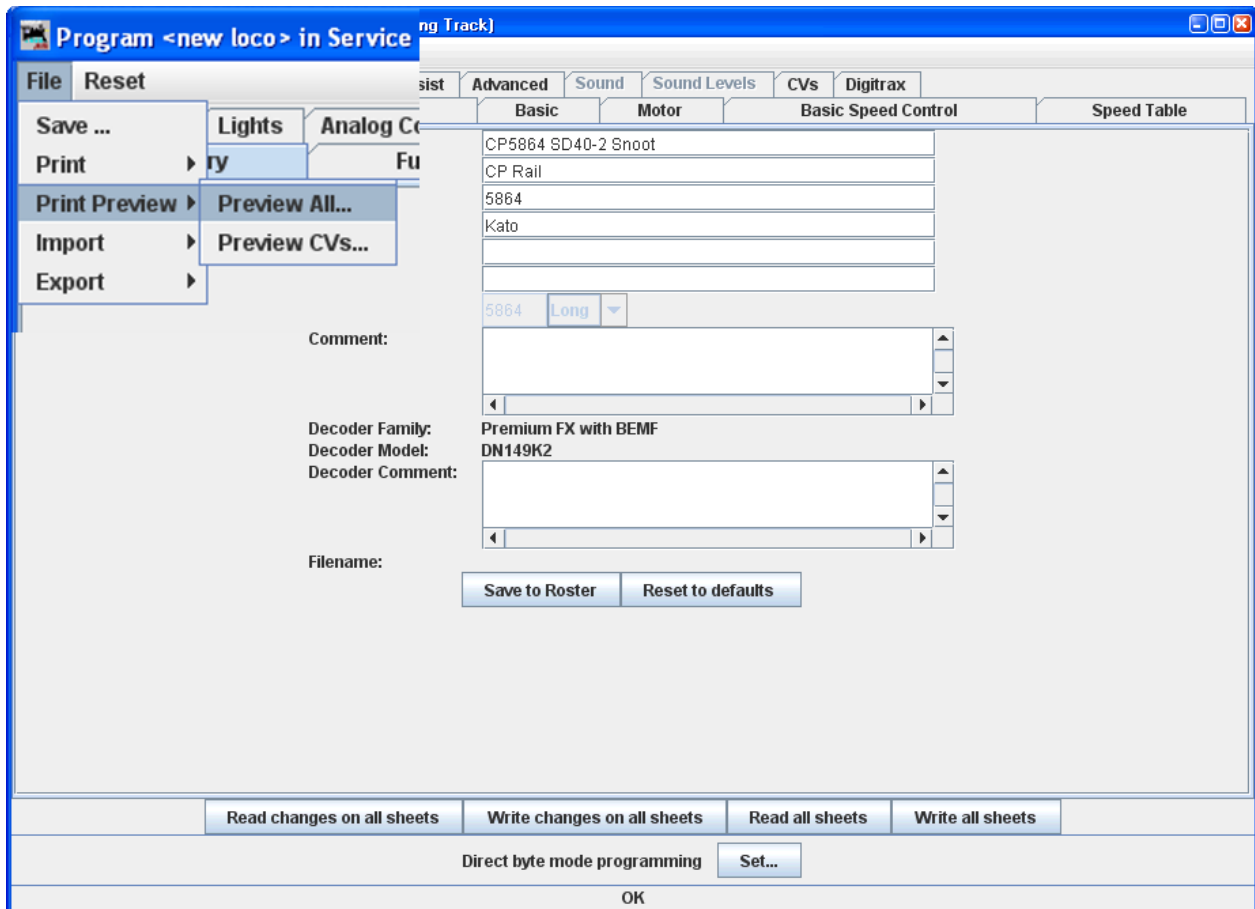 Program <new loco> in Service
ng Track)
File Reset
sist Advanced Sound Sound Levels CVs Digitrax
Save ... Lights Analog Co Basic Motor Basic Speed Control Speed Table
Print ry Fu
Print Preview Preview All...
Import Preview CVs...
Export
CP5864 SD40-2 Snoot
CP Rail
5864
Kato
5864 Long
Comment:
Decoder Family: Premium FX with BEMF
Decoder Model: DN149K2
Decoder Comment:
Filename:
Save to Roster Reset to defaults
Read changes on all sheets Write changes on all sheets Read all sheets Write all sheets
Direct byte mode programming Set...
OK